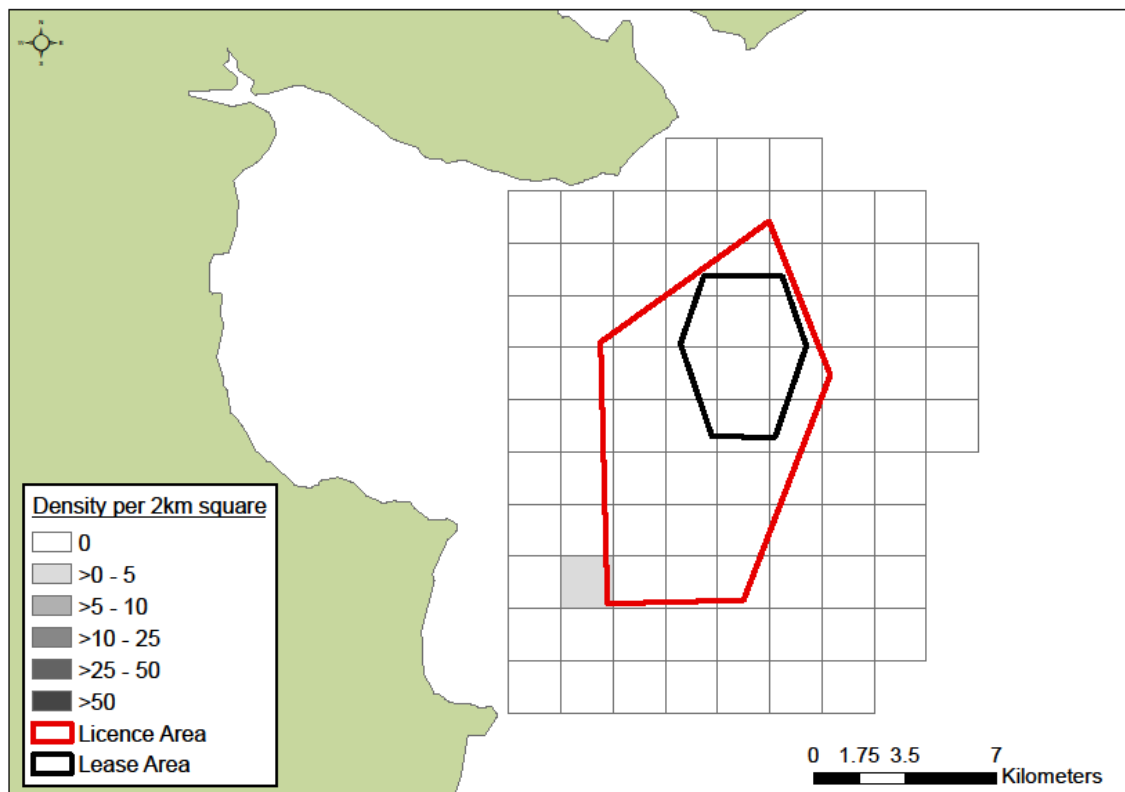 N
W E
S
Density per 2km square
0
>0 - 5
>5 - 10
>10 - 25
>25 - 50
>50
Licence Area
Lease Area
0 1.75 3.5 7
Kilometers